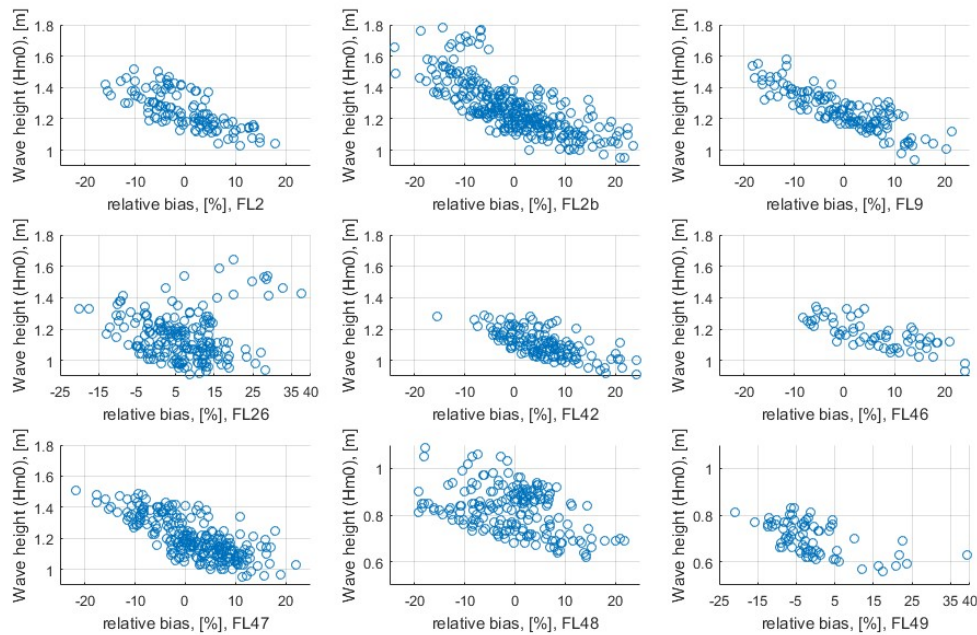 1.8 1.8 1.8
1.6 1.6 1.6
1.4 1.4 1.4
1.2 1.2 1.2
1 1 1
Wave height (Hm0), [m] Wave height (Hm0), [m] Wave height (Hm0), [m]
-20 -10 0 10 20 -20 -10 0 10 20 -20 -10 0 10 20
relative bias, [%], FL2 relative bias, [%], FL2b relative bias, [%], FL9
1.8 1.8 1.8
1.6 1.6 1.6
1.4 1.4 1.4
1.2 1.2 1.2
1 1 1
Wave height (Hm0), [m] Wave height (Hm0), [m] Wave height (Hm0), [m]
-25 -15 -5 5 15 25 40 -20 -10 0 10 20 -20 -10 0 10 20
relative bias, [%], FL26 relative bias, [%], FL42 relative bias, [%], FL46
1.8 1 1
1.6 0.8 0.8
1.4 0.6 0.6
1.2
1
Wave height (Hm0), [m] Wave height (Hm0), [m] Wave height (Hm0), [m]
-20 -10 0 10 20 -20 -10 0 10 20 -25 -15 -5 5 15 25 40
relative bias, [%], FL47 relative bias, [%], FL48 relative bias, [%], FL49